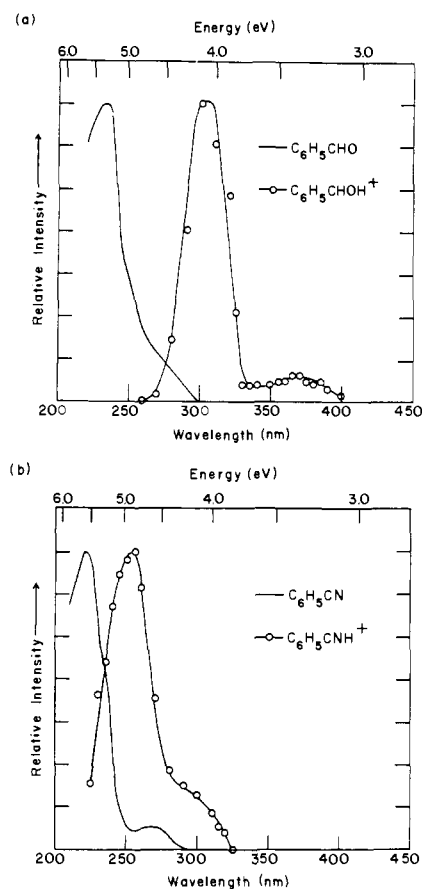 (a)
Energy (eV)
6.0 5.0 4.0 3.0
Relative Intensity
C6H5CHO
C6H5CHOH+
200 250 300 350 400 450
Wavelength (nm)
(b)
Energy (eV)
6.0 5.0 4.0 3.0
Relative Intensity
C6H5CN
C6H5CNH+
200 250 300 350 400 450
Wavelength (nm)